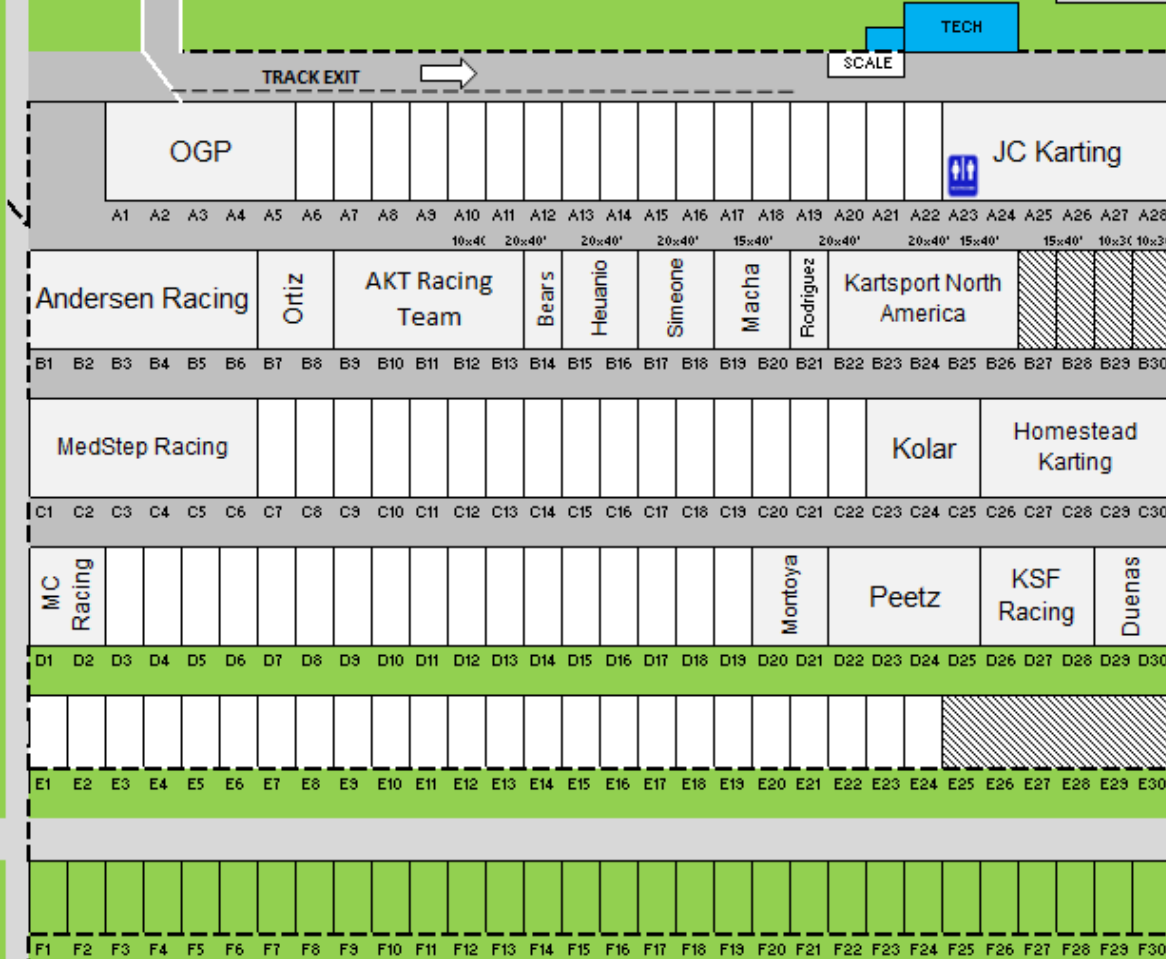 TECH
SCALE
TRACK EXIT
OGP
JC Karting
A1 A2 A3 A4 A5 A6 A7 A8 A9 A10 A11 A12 A13 A14 A15 A16 A17 A18 A19 A20 A21 A22 A23 A24 A25 A26 A27 A28
10x4( 20x40' 20x40' 20x40' 15x40' 20x40' 20x40' 15x40' 15x40' 10x3( 10x3
Andersen Racing
Ortiz
AKT Racing
Team
Bears
Heuanio
Simeone
Macha
Rodriguez
Kartsport North
America
B1 B2 B3 B4 B5 B6 B7 B8 B9 B10 B11 B12 B13 B14 B15 B16 B17 B18 B19 B20 B21 B22 B23 B24 B25 B26 B27 B28 B29 B30
MedStep Racing
Kolar
Homestead
Karting
C1 C2 C3 C4 C5 C6 C7 C8 C9 C10 C11 C12 C13 C14 C15 C16 C17 C18 C19 C20 C21 C22 C23 C24 C25 C26 C27 C28 C29 C30
MC
Racing
Montoya
Peetz
KSF
Racing
Duenas
D1 D2 D3 D4 D5 D6 D7 D8 D9 D10 D11 D12 D13 D14 D15 D16 D17 D18 D19 D20 D21 D22 D23 D24 D25 D26 D27 D28 D29 D30
E1 E2 E3 E4 E5 E6 E7 E8 E9 E10 E11 E12 E13 E14 E15 E16 E17 E18 E19 E20 E21 E22 E23 E24 E25 E26 E27 E28 E29 E30
F1 F2 F3 F4 F5 F6 F7 F8 F9 F10 F11 F12 F13 F14 F15 F16 F17 F18 F19 F20 F21 F22 F23 F24 F25 F26 F27 F28 F29 F30